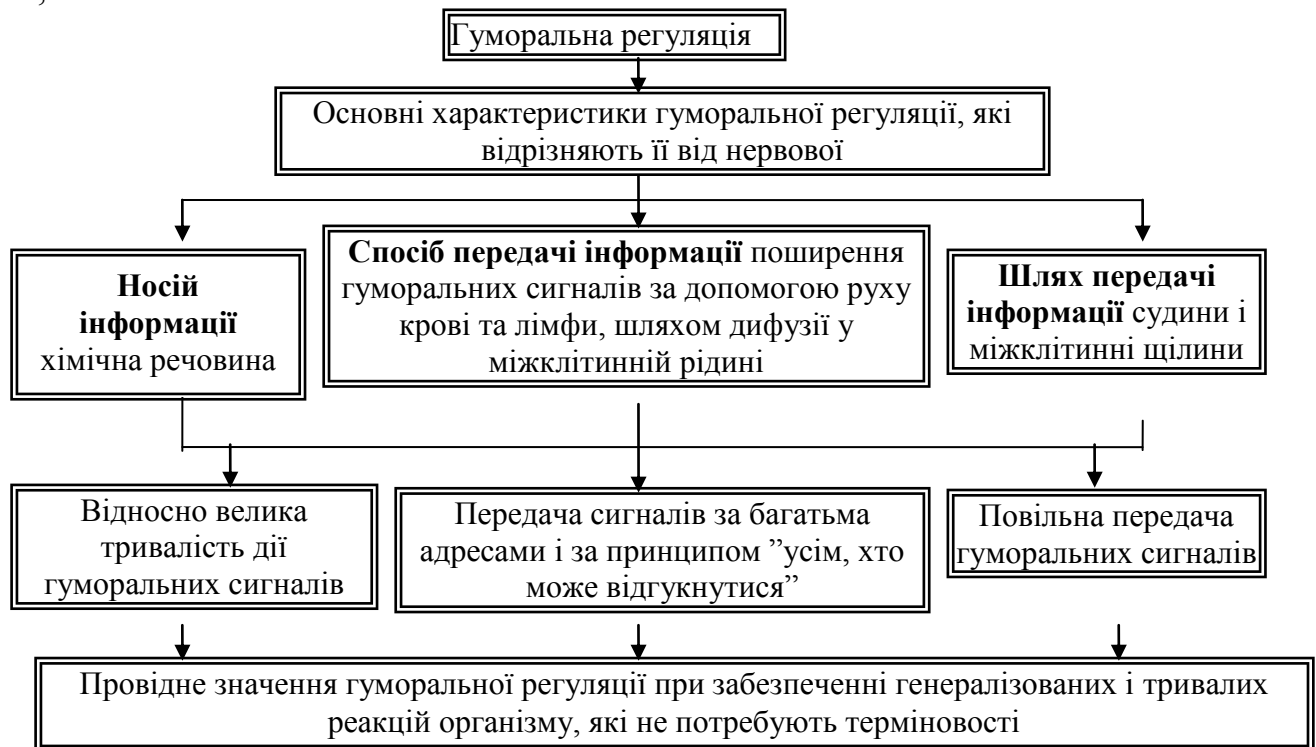 Гуморальна регуляція
Основні характеристики гуморальної регуляції, які
відрізняють її від нервової
Носій
інформації
хімічна речовина
Спосіб передачі інформації поширення
гуморальних сигналів за допомогою руху
крові та лімфи, шляхом дифузії у
міжклітинній рідині
Шлях передачі
інформації судини і
міжклітинні щілини
Відносно велика
тривалість дії
гуморальних сигналів
Передача сигналів за багатьма
адресами і за принципом ”усім, хто
може відгукнутися”
Повільна передача
гуморальних сигналів
Провідне значення гуморальної регуляції при забезпеченні генералізованих і тривалих
реакцій організму, які не потребують терміновості